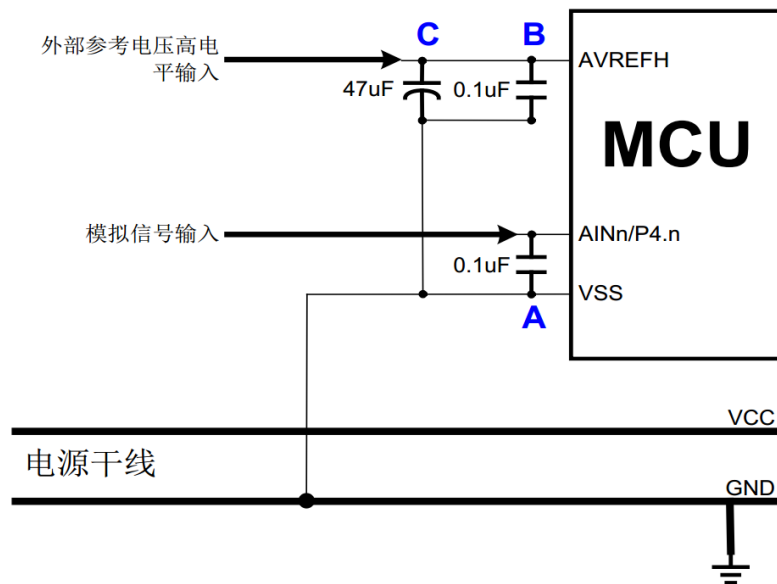 C
B
外部参考电压高电
平输入
AVREFH
47uF
0.1uF
MCU
模拟信号输入
AINn/P4.n
0.1uF
VSS
A
VCC
电源干线
GND